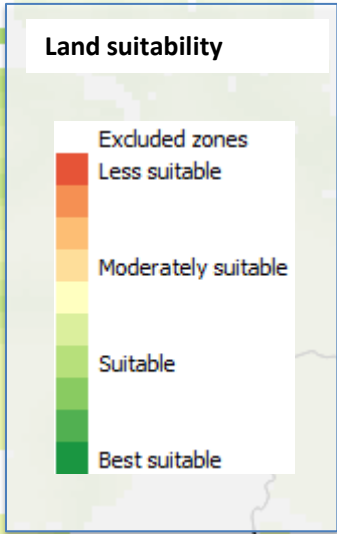 Land suitability
Excluded zones
Less suitable
Moderately suitable
Suitable
Best suitable